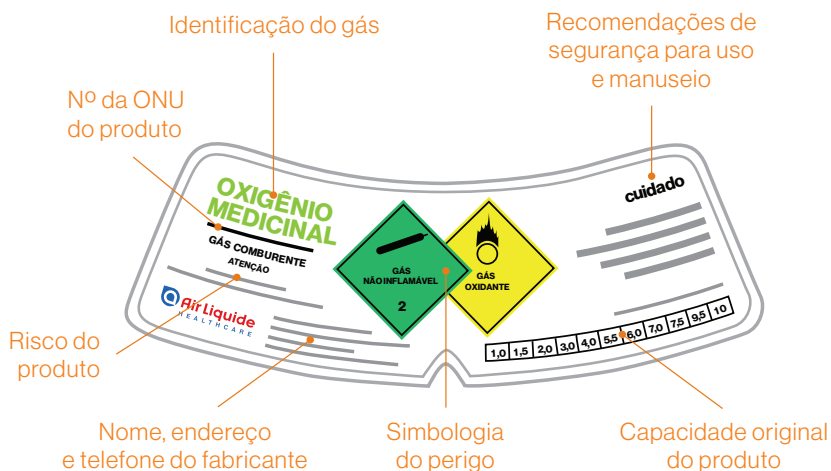 Identificação do gás
Recomendações de
segurança para uso
e manuseio
Nº da ONU
do produto
OXIGÊNIO
MEDICINAL
GÁS COMBURENTE
ATENÇÃO
Air Liquide
HEALTHCARE
GÁS
NÃO INFLAMÁVEL
2
GÁS
OXIDANTE
cuidado
1,0 1,5 2,0 3,0 4,0 5,5 6,0 7,0 7,5 9,5 10
Risco do
produto
Nome, endereço
e telefone do fabricante
Simbologia
do perigo
Capacidade original
do produto